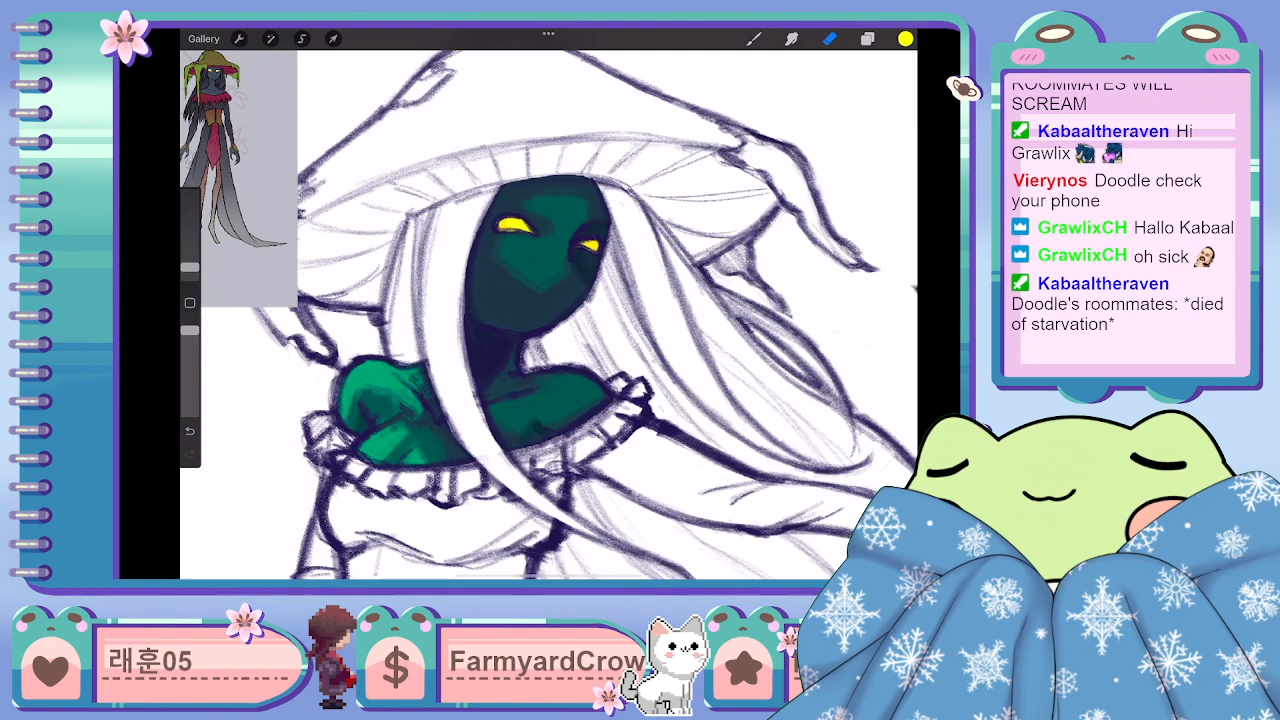 Gallery
ROOMMATES WILL
SCREAM
Kabaaltheraven Hi
Grawlix
Vierynos Doodle check
your phone
GrawlixCH Hallo Kabaal
GrawlixCH oh sick
Kabaaltheraven
Doodle's roommates: *died
of starvation*
래훈05
$
FarmyardCrow